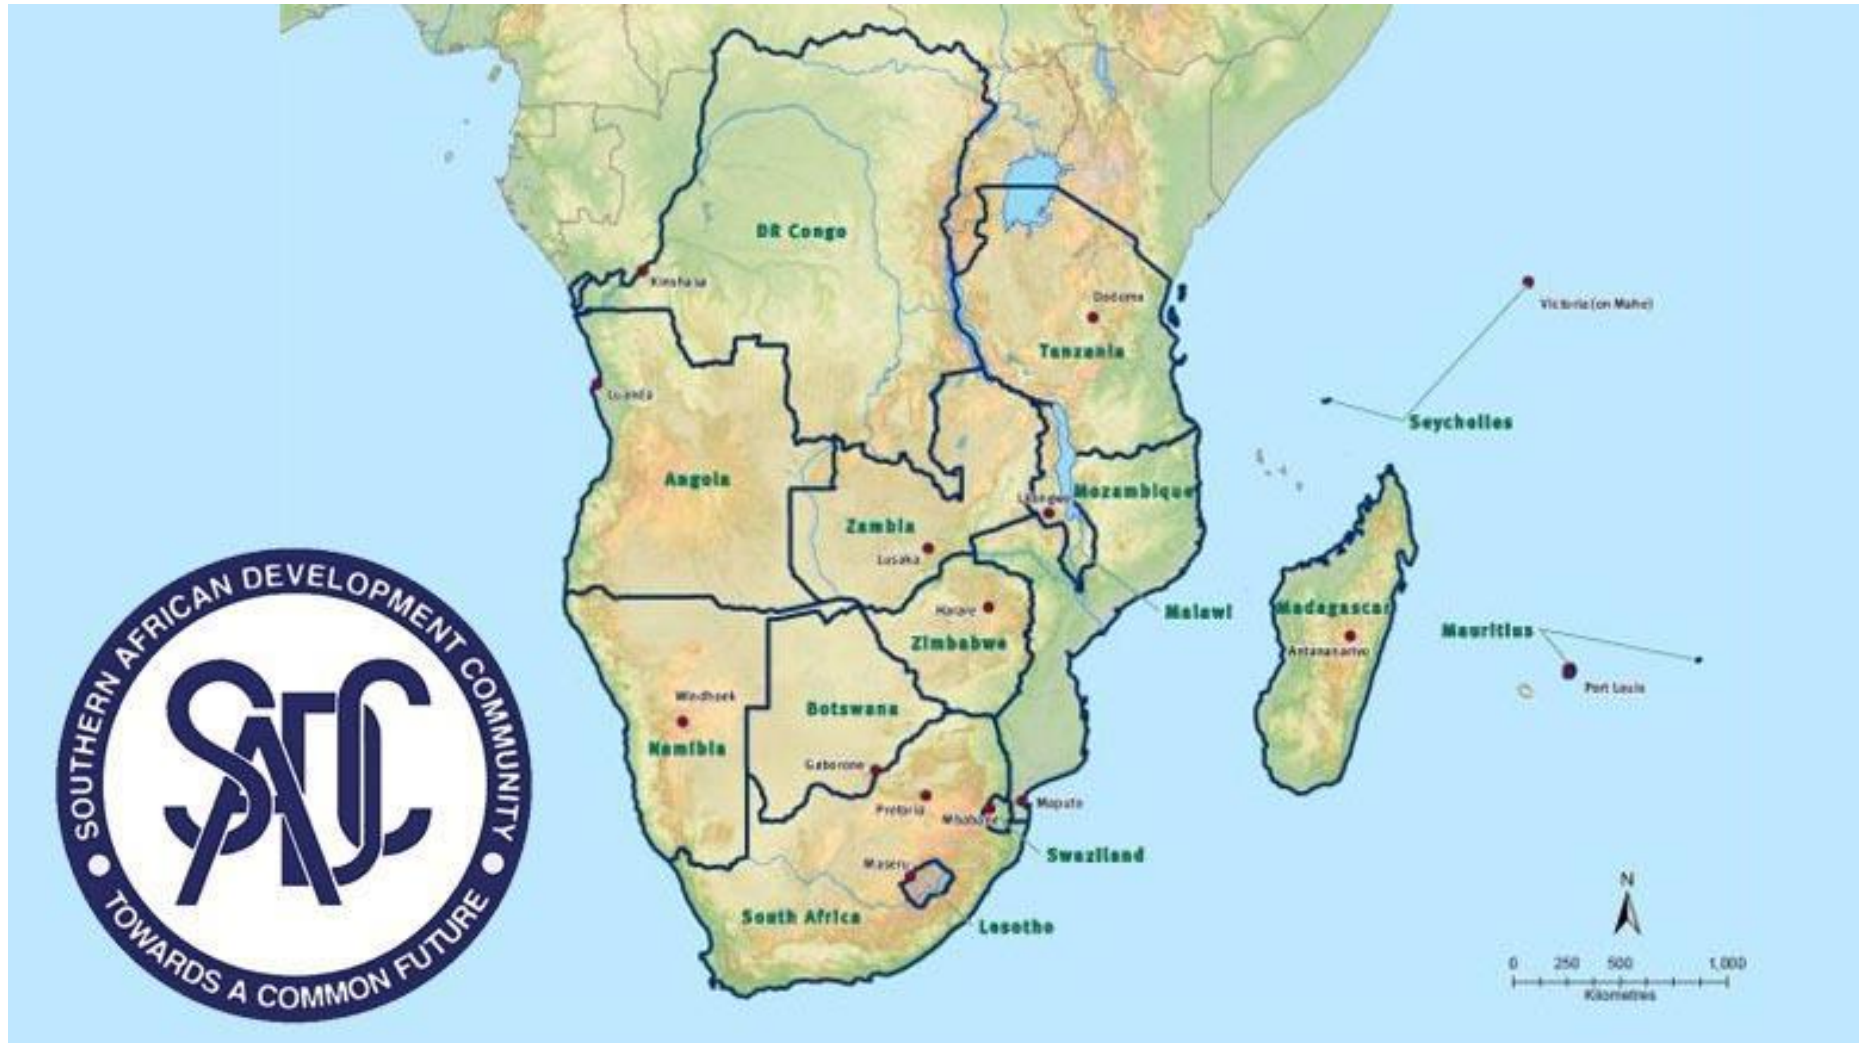 DR Congo
Kinshasa
Dodoma
Victoria (on Mahe)
Tanzania
Luanda
Seychelles
Angola
Lilongwe
Mozambique
Zambia
Lusaka
Malawi
Harare
Zimbabwe
Madagascar
Antananarivo
Mauritius
Port Louis
Windhoek
Namibia
Botswana
Gaborone
Pretoria
Mbabane
Maputo
Swaziland
Maseru
South Africa
Lesotho
SOUTHERN AFRICAN DEVELOPMENT COMMUNITY
SADC
TOWARDS A COMMON FUTURE
N
0 250 500 1,000
Kilometres